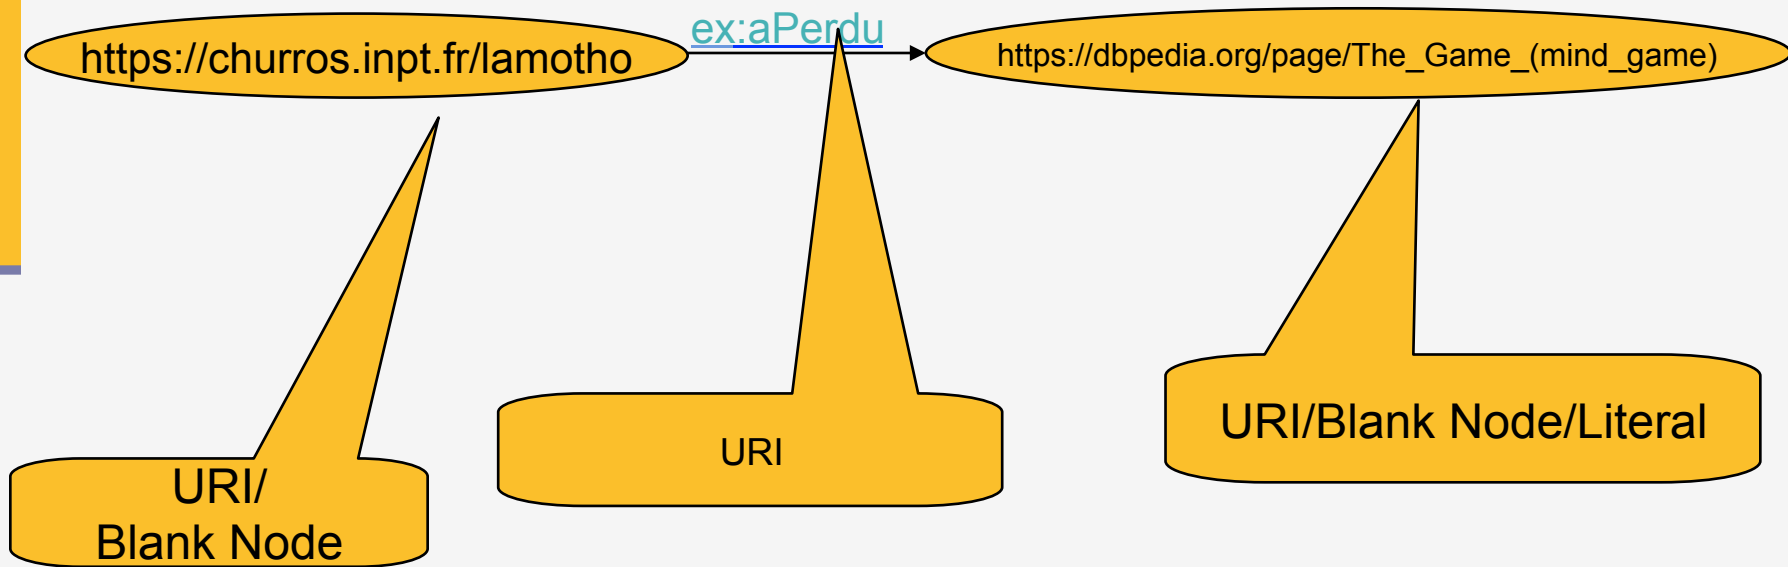 ex:aPerdu
https://churros.inpt.fr/lamotho
https://dbpedia.org/page/The_Game_(mind_game)
URI/Blank Node/Literal
URI
URI/
Blank Node